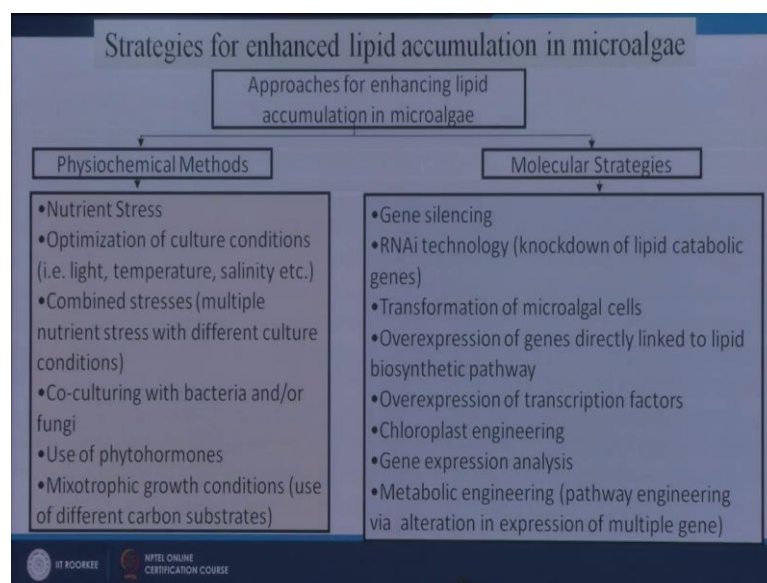 Strategies for enhanced lipid accumulation in microalgae
Approaches for enhancing lipid
accumulation in microalgae
Physiochemical Methods
•Nutrient Stress
•Optimization of culture conditions
(i.e. light, temperature, salinity etc.)
•Combined stresses (multiple
nutrient stress with different culture
conditions)
•Co-culturing with bacteria and/or
fungi
•Use of phytohormones
•Mixotrophic growth conditions (use
of different carbon substrates)
Molecular Strategies
•Gene silencing
•RNAi technology (knockdown of lipid catabolic
genes)
•Transformation of microalgal cells
•Overexpression of genes directly linked to lipid
biosynthetic pathway
•Overexpression of transcription factors
•Chloroplast engineering
•Gene expression analysis
•Metabolic engineering (pathway engineering
via alteration in expression of multiple gene)
IIT ROORKEE
NPTEL ONLINE
CERTIFICATION COURSE